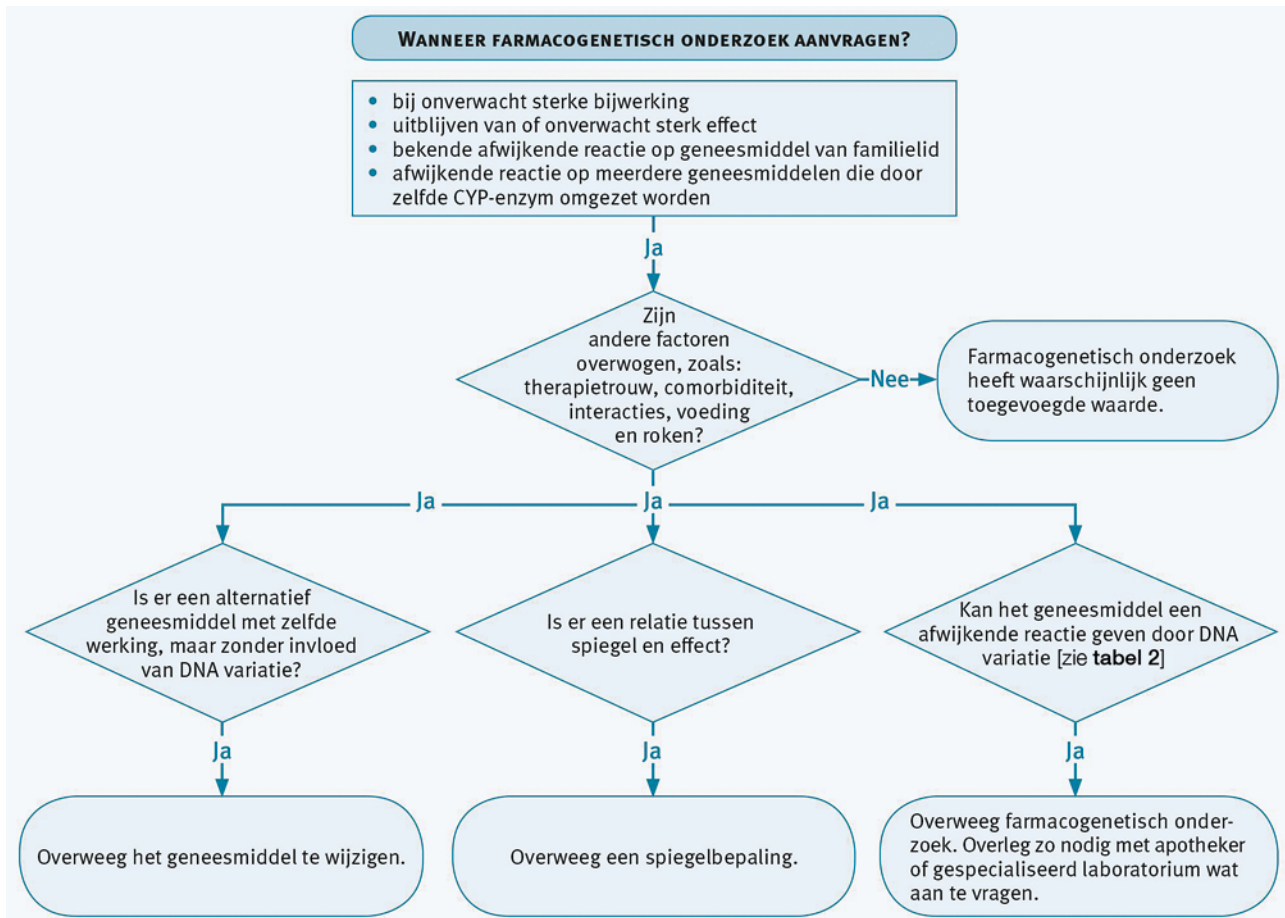 WANNEER FARMACOGENETISCH ONDERZOEK AANVRAGEN?
• bij onverwacht sterke bijwerking
• uitblijven van of onverwacht sterk effect
• bekende afwijkende reactie op geneesmiddel van familielid
• afwijkende reactie op meerdere geneesmiddelen die door
zelfde CYP-enzym omgezet worden
Ja
Zijn
andere factoren
overwogen, zoals:
therapietrouw, comorbiditeit,
interacties, voeding
en roken?
Nee
Farmacogenetisch onderzoek
heeft waarschijnlijk geen
toegevoegde waarde.
Ja
Ja
Ja
Is er een alternatief
geneesmiddel met zelfde
werking, maar zonder invloed
van DNA variatie?
Is er een relatie tussen
spiegel en effect?
Kan het geneesmiddel een
afwijkende reactie geven door DNA
variatie [zie tabel 2]
Ja
Ja
Ja
Overweeg het geneesmiddel te wijzigen.
Overweeg een spiegelbepaling.
Overweeg farmacogenetisch onder-
zoek. Overleg zo nodig met apotheker
of gespecialiseerd laboratorium wat
aan te vragen.